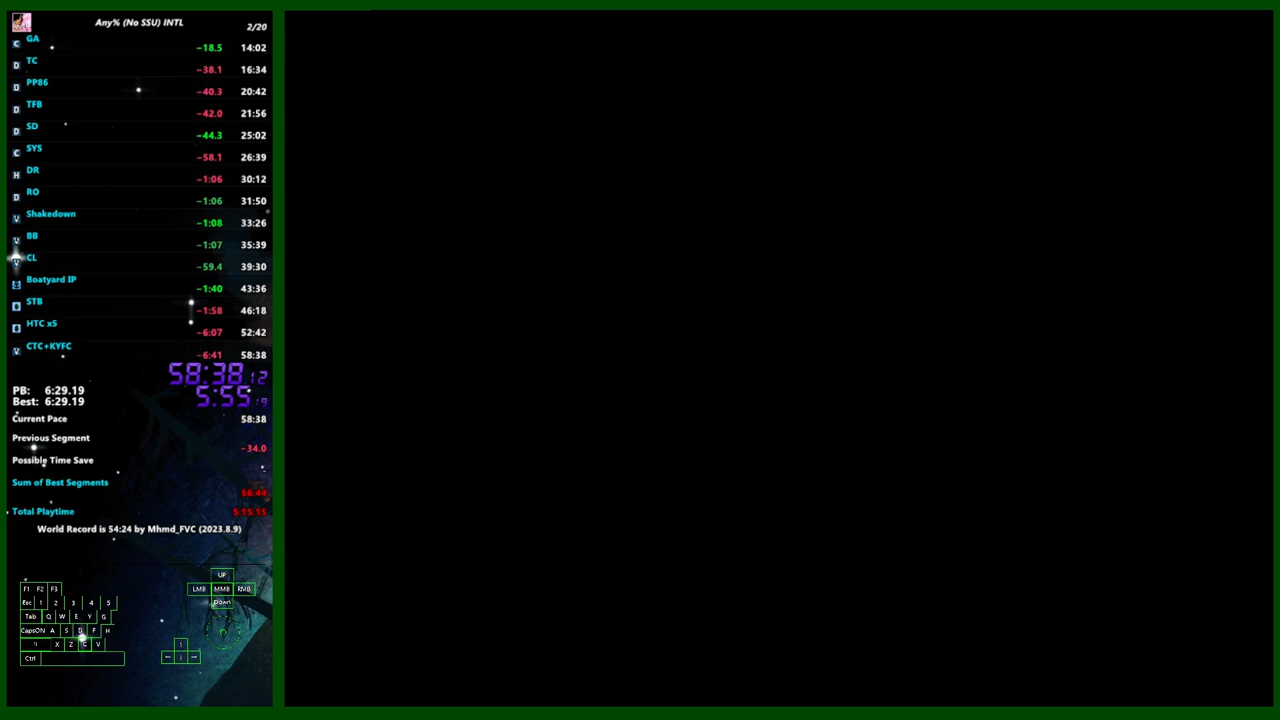 Any% (No SSU) INTL
2/20
C GA -18.5 14:02
D TC -38.1 16:34
D PP86 -40.3 20:42
D TFB -42.0 21:56
D SD -44.3 25:02
C SYS -58.1 26:39
H DR -1:06 30:12
D RO -1:06 31:50
V Shakedown -1:08 33:26
V BB -1:07 35:39
CL -59.4 39:30
Boatyard IP -1:40 43:36
STB -1:58 46:18
HTC x5 -6:07 52:42
V CTC+KYFC -6:41 58:38
58:38.12
5:55.19
PB: 6:29.19
Best: 6:29.19
Current Pace 58:38
Previous Segment -34.0
Possible Time Save
Sum of Best Segments 56:44
Total Playtime 5:15:15
World Record is 54:24 by Mhmd_FVC (2023.8.9)
UP
F1 F2 F3 LMB MMB RMB
Esc 1 2 3 4 5 Down
Tab Q W E Y G
CapsON A S D F H
X Z C V
Ctrl
← →